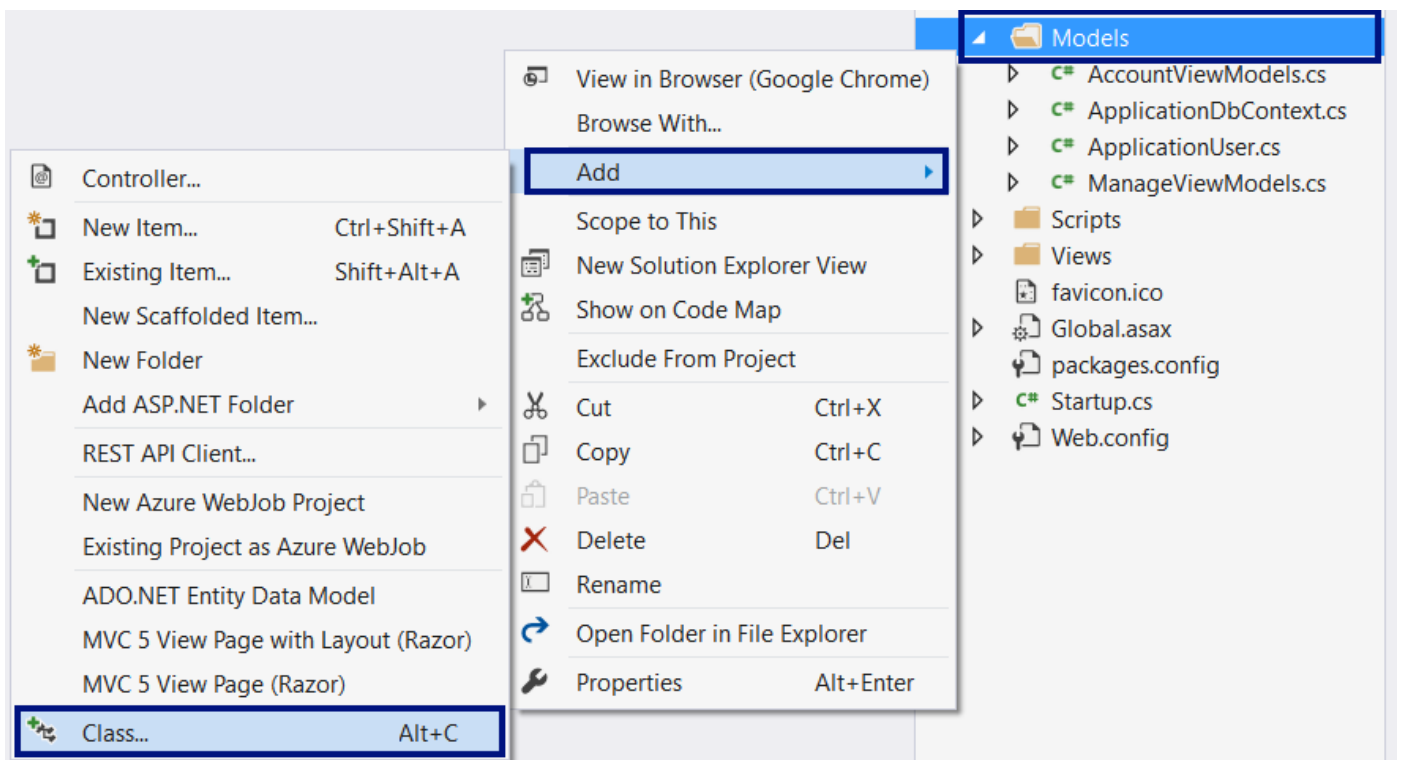 Models
C# AccountViewModels.cs
C# ApplicationDbContext.cs
C# ApplicationUser.cs
C# ManageViewModels.cs
Scripts
Views
favicon.ico
Global.asax
packages.config
C# Startup.cs
Web.config
View in Browser (Google Chrome)
Browse With...
Add
Scope to This
New Solution Explorer View
Show on Code Map
Exclude From Project
Cut Ctrl+X
Copy Ctrl+C
Paste Ctrl+V
Delete Del
Rename
Open Folder in File Explorer
Properties Alt+Enter
Controller...
New Item... Ctrl+Shift+A
Existing Item... Shift+Alt+A
New Scaffolded Item...
New Folder
Add ASP.NET Folder
REST API Client...
New Azure WebJob Project
Existing Project as Azure WebJob
ADO.NET Entity Data Model
MVC 5 View Page with Layout (Razor)
MVC 5 View Page (Razor)
Class... Alt+C